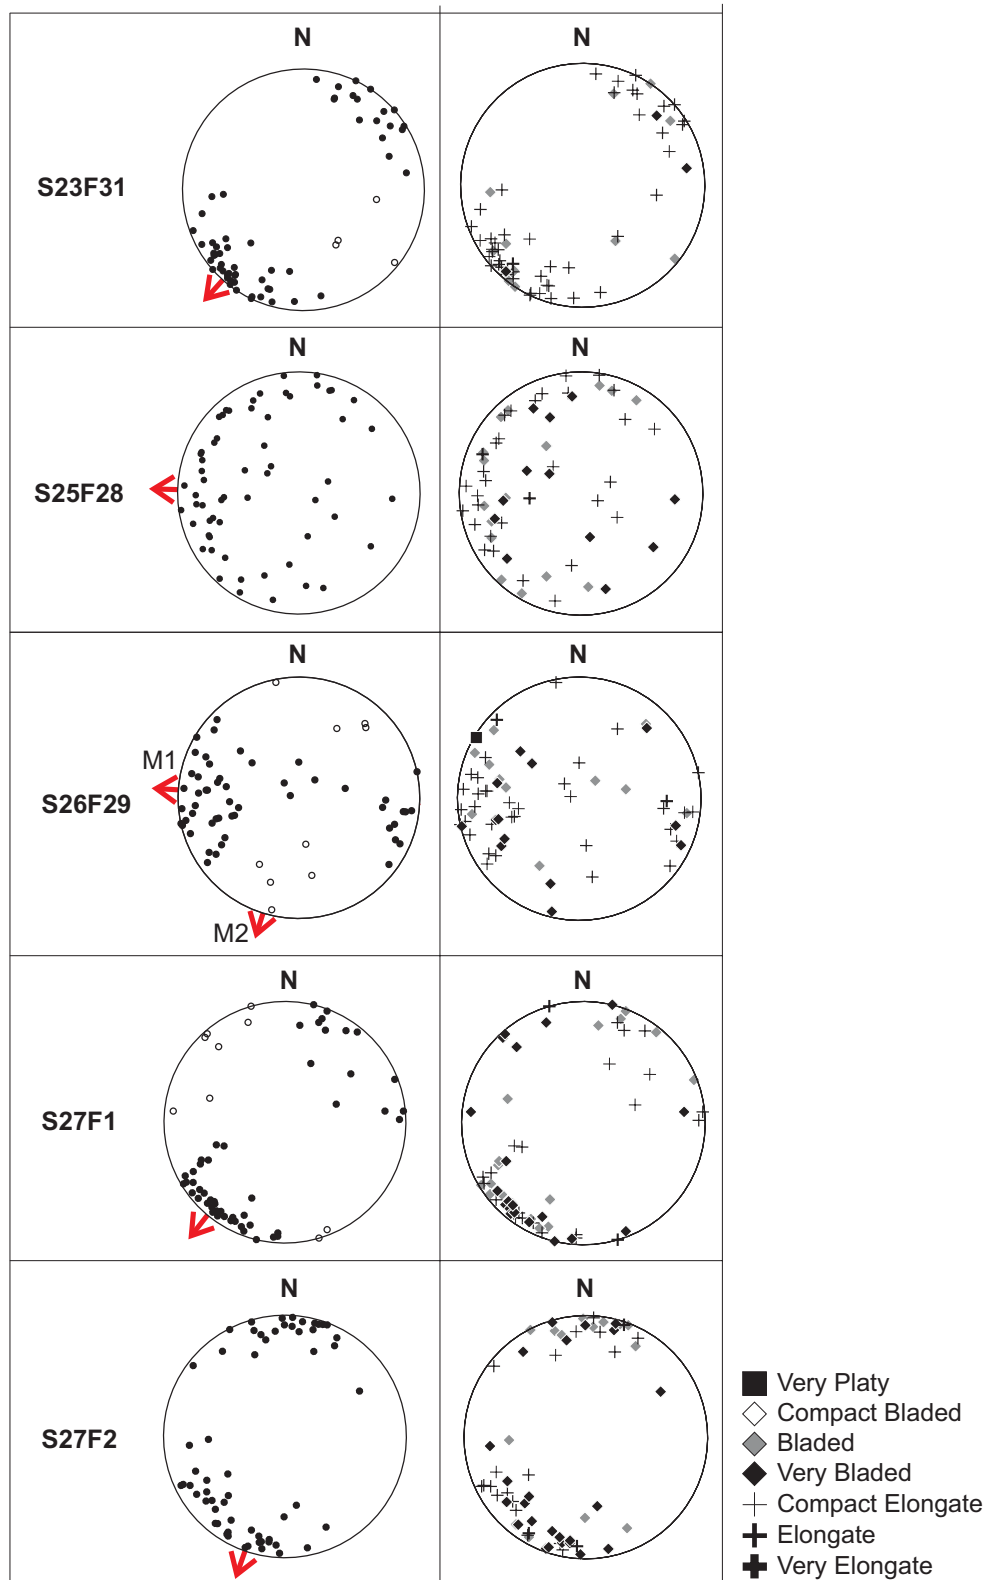 N N
S23F31
N N
S25F28
N N
M1
S26F29
M2
N N
S27F1
N N
S27F2
Very Platy
Compact Bladed
Bladed
Very Bladed
Compact Elongate
Elongate
Very Elongate